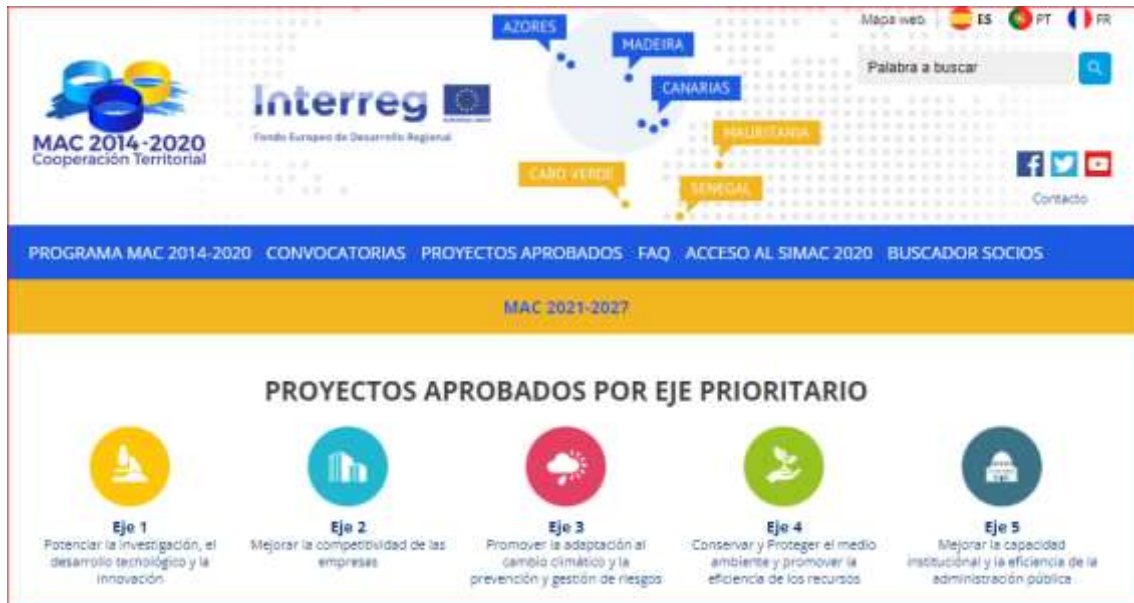 Mapa web
ES
PT
FR
AZORES
MADEIRA
CANARIAS
MAURITANIA
CABO VERDE
SENEGAL
Palabra a buscar
MAC 2014-2020
Cooperación Territorial
Interreg
EUROPEAN UNION
Fondo Europeo de Desarrollo Regional
Contacto
PROGRAMA MAC 2014-2020 CONVOCATORIAS PROYECTOS APROBADOS FAQ ACCESO AL SIMAC 2020 BUSCADOR SOCIOS
MAC 2021-2027
PROYECTOS APROBADOS POR EJE PRIORITARIO
Eje 1
Potenciar la investigación, el
desarrollo tecnológico y la
innovación
Eje 2
Mejorar la competitividad de las
empresas
Eje 3
Promover la adaptación al
cambio climático y la
prevención y gestión de riesgos
Eje 4
Conservar y Proteger el medio
ambiente y promover la
eficiencia de los recursos
Eje 5
Mejorar la capacidad
institucional y la eficiencia de la
administración pública